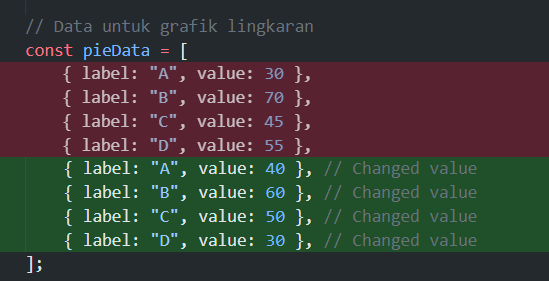 // Data untuk grafik lingkaran
const pieData = [
{ label: "A", value: 30 },
{ label: "B", value: 70 },
{ label: "C", value: 45 },
{ label: "D", value: 55 },
{ label: "A", value: 40 }, // Changed value
{ label: "B", value: 60 }, // Changed value
{ label: "C", value: 50 }, // Changed value
{ label: "D", value: 30 }, // Changed value
];